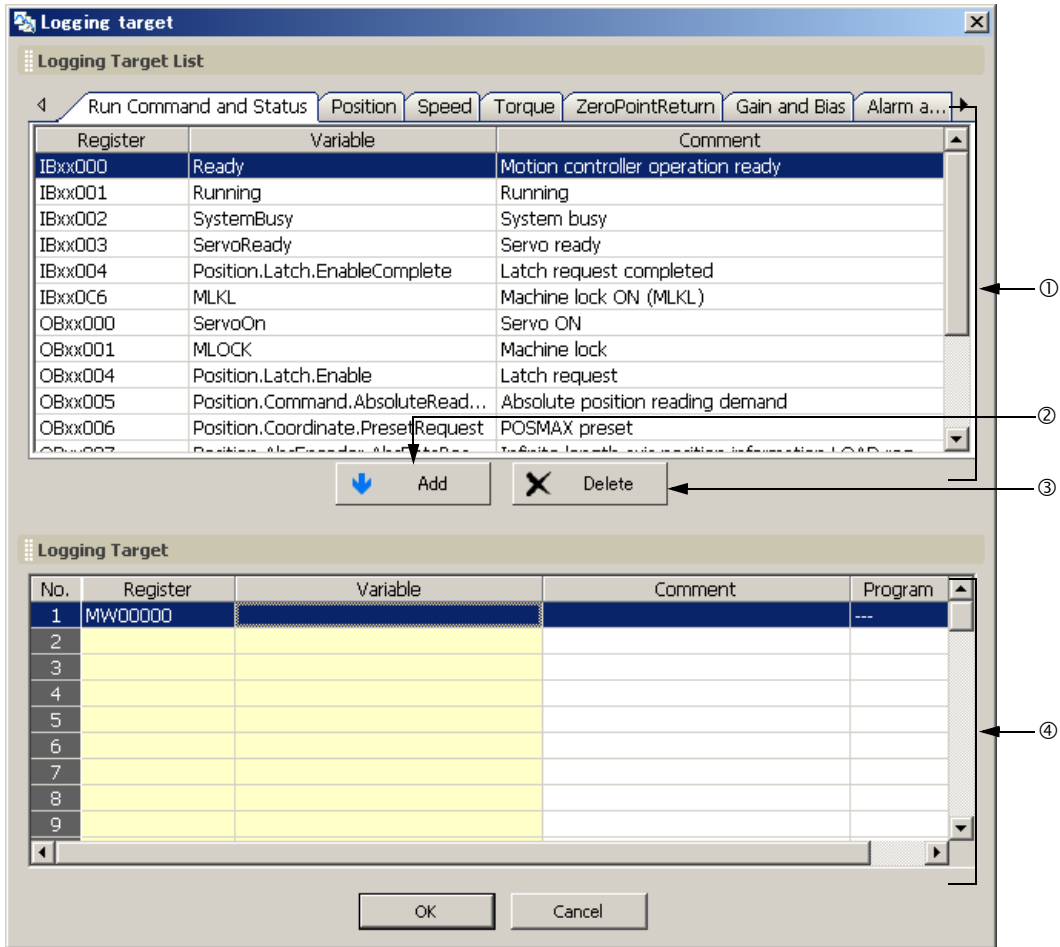 Logging target
Logging Target List
Run Command and Status Position Speed Torque ZeroPointReturn Gain and Bias Alarm a...
Register Variable Comment
IBxx000 Ready Motion controller operation ready
IBxx001 Running Running
IBxx002 SystemBusy System busy
IBxx003 ServoReady Servo ready
IBxx004 Position.Latch.EnableComplete Latch request completed
IBxx0C6 MLKL Machine lock ON (MLKL)
①
OBxx000 ServoOn Servo ON
OBxx001 MLOCK Machine lock
OBxx004 Position.Latch.Enable Latch request
OBxx005 Position.Command.AbsoluteRead... Absolute position reading demand
②
OBxx006 Position.Coordinate.PresetRequest POSMAX preset
Add Delete
③
Logging Target
No. Register Variable Comment Program
1 MW00000 ---
2
3
4
5
④
6
7
8
9
OK Cancel